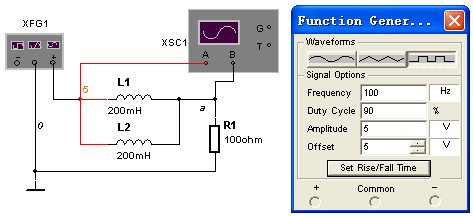 XFG1
XSC1
G
T
A
B
5
L1
200mH
a
0
L2
200mH
R1
100ohm
Function Gener...
Waveforms
Signal Options
Frequency 100 Hz
Duty Cycle 90 %
Amplitude 5 V
Offset 5 V
Set Rise/Fall Time
+ Common -